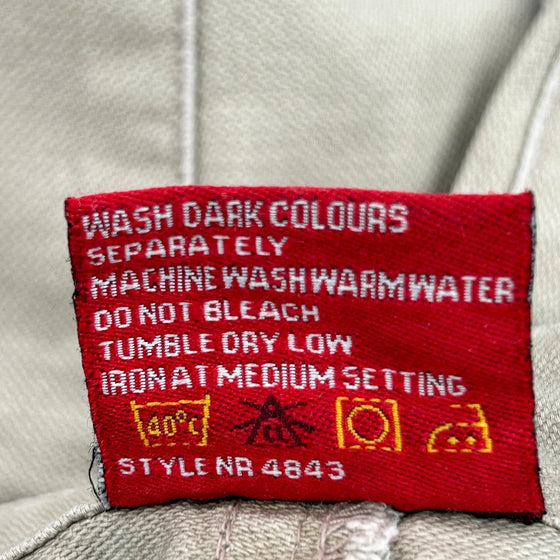 WASH DARK COLOURS
SEPARATELY
MACHINE WASH WARM WATER
DO NOT BLEACH
TUMBLE DRY LOW
IRON AT MEDIUM SETTING
40°C CL
STYLE NR 4843